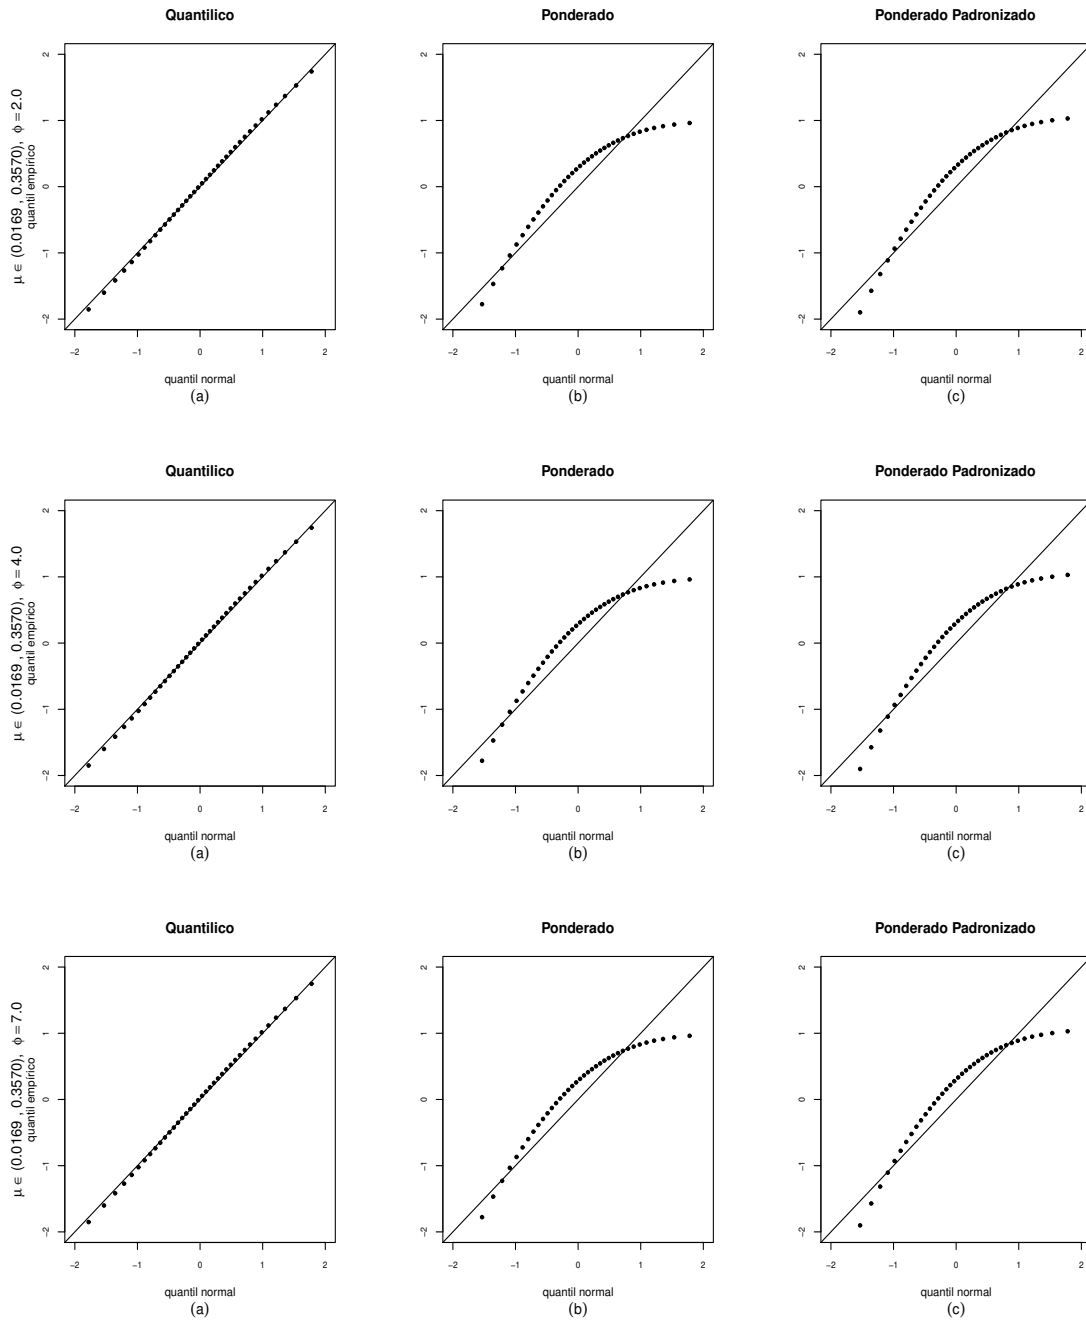 Quantilico
Ponderado
Ponderado Padronizado
μ ∈ (0.0169 , 0.3570), ϕ = 2.0
quantil empírico
2
1
0
−1
−2
−2 −1 0 1 2
quantil normal
(a)
2
1
0
−1
−2
−2 −1 0 1 2
quantil normal
(b)
2
1
0
−1
−2
−2 −1 0 1 2
quantil normal
(c)
Quantilico
Ponderado
Ponderado Padronizado
μ ∈ (0.0169 , 0.3570), ϕ = 4.0
quantil empírico
2
1
0
−1
−2
−2 −1 0 1 2
quantil normal
(a)
2
1
0
−1
−2
−2 −1 0 1 2
quantil normal
(b)
2
1
0
−1
−2
−2 −1 0 1 2
quantil normal
(c)
Quantilico
Ponderado
Ponderado Padronizado
μ ∈ (0.0169 , 0.3570), ϕ = 7.0
quantil empírico
2
1
0
−1
−2
−2 −1 0 1 2
quantil normal
(a)
2
1
0
−1
−2
−2 −1 0 1 2
quantil normal
(b)
2
1
0
−1
−2
−2 −1 0 1 2
quantil normal
(c)